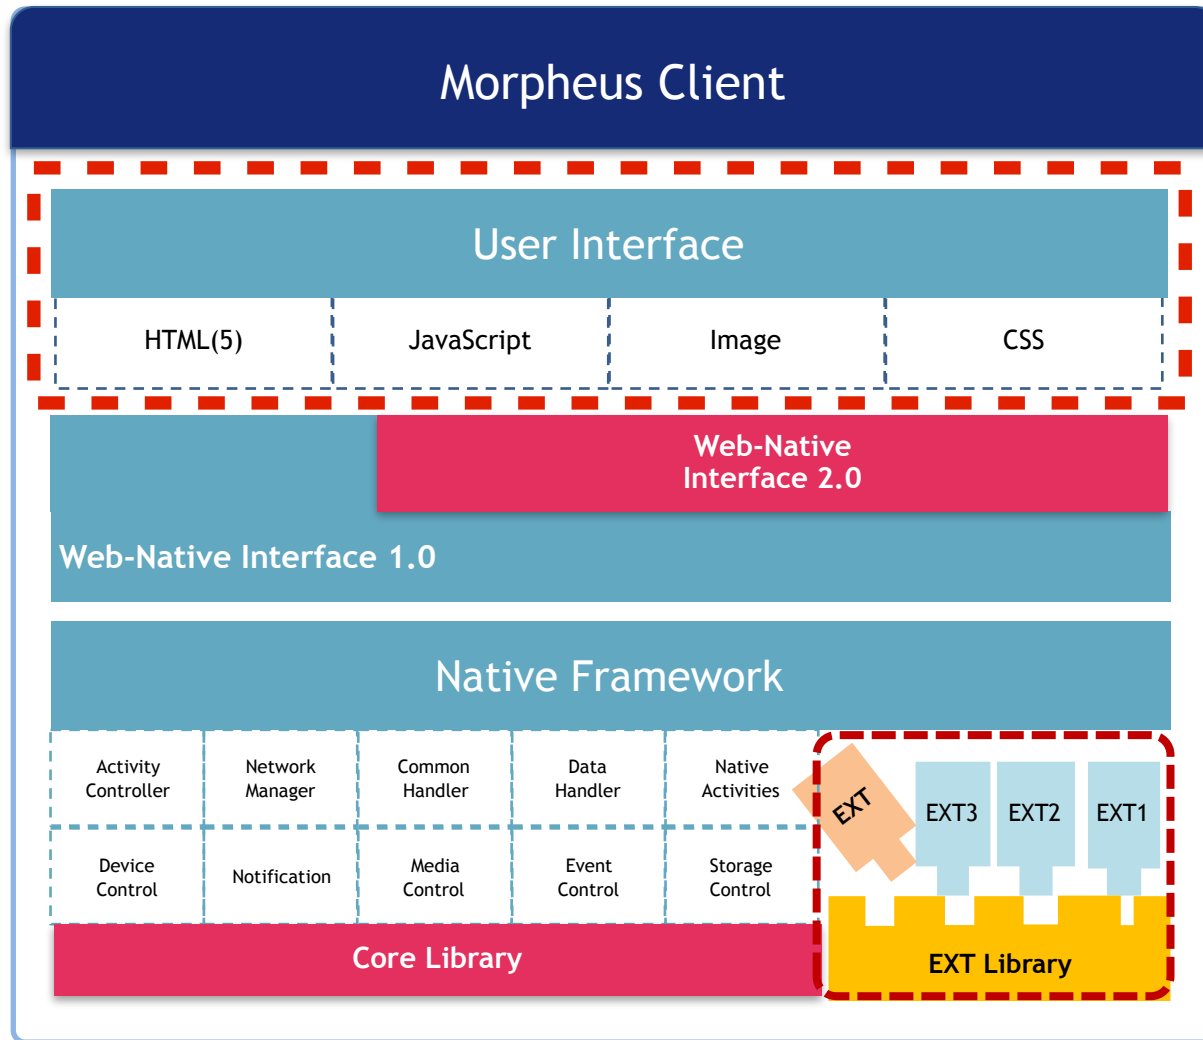 Morpheus Client
User Interface
HTML(5)
JavaScript
Image
CSS
Web-Native
Interface 2.0
Web-Native Interface 1.0
Native Framework
Activity
Controller
Network
Manager
Common
Handler
Data
Handler
Native
Activities
Device
Control
Notification
Media
Control
Event
Control
Storage
Control
Core Library
EXT
EXT3
EXT2
EXT1
EXT Library